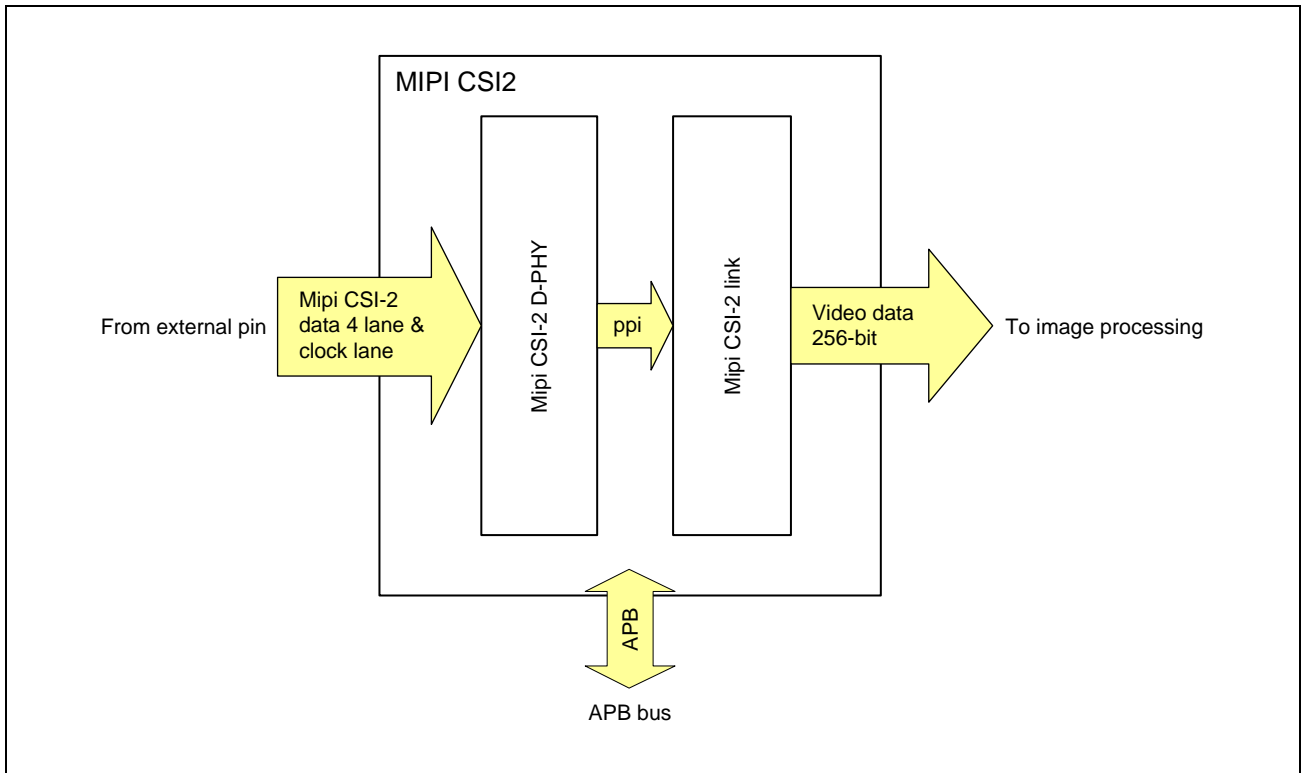 MIPI CSI2
From external pin
Mipi CSI-2
data 4 lane &
clock lane
Mipi CSI-2 D-PHY
ppi
Mipi CSI-2 link
Video data
256-bit
To image processing
APB
APB bus